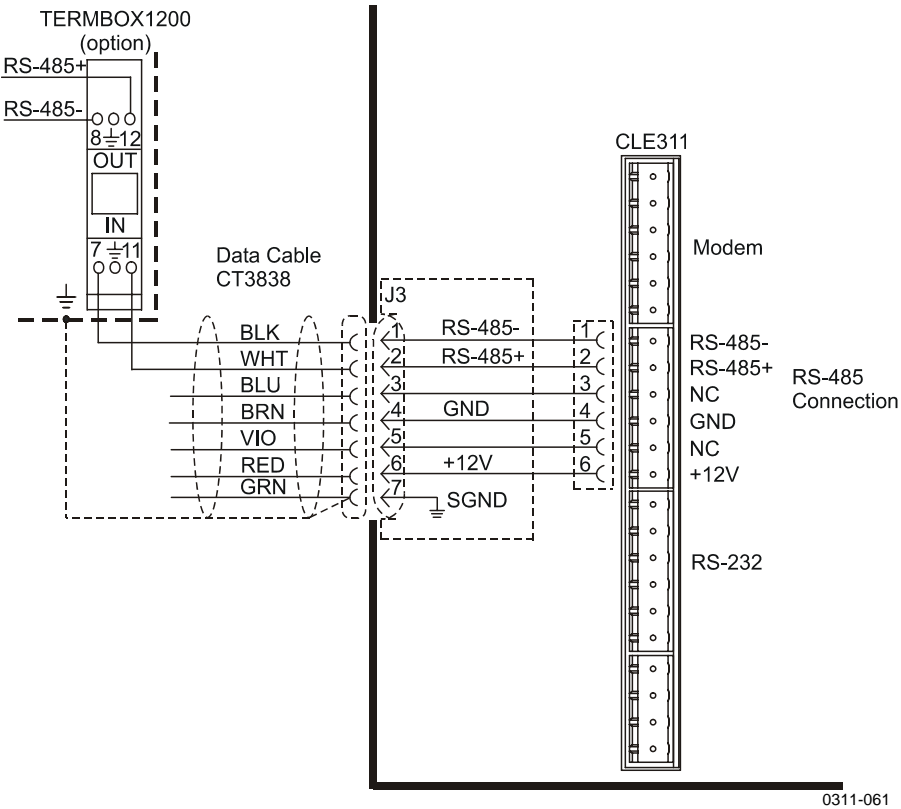 TERMBOX1200
(option)
RS-485+
RS-485-
8 12
OUT
IN
7 11
Data Cable
CT3838
BLK
WHT
BLU
BRN
VIO
RED
GRN
J3
1
2
3
4
5
6
7
RS-485-
RS-485+
GND
+12V
SGND
1
2
3
4
5
6
CLE311
Modem
RS-485-
RS-485+
NC
GND
NC
+12V
RS-485
Connection
RS-232
0311-061